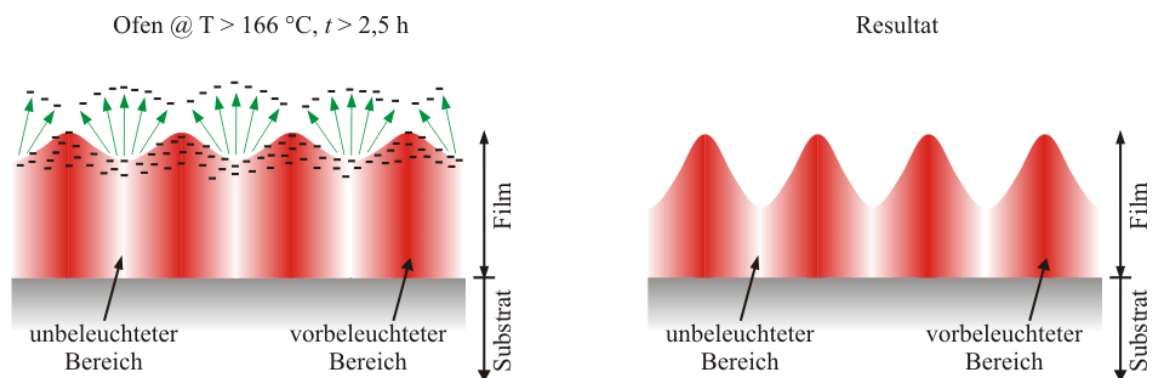 Ofen @ T > 166 °C, t > 2,5 h
Resultat
Film
Substrat
unbeleuchteter
Bereich
vorbeleuchteter
Bereich
Film
Substrat
unbeleuchteter
Bereich
vorbeleuchteter
Bereich